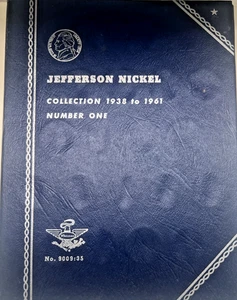 JEFFERSON NICKEL
COLLECTION 1938 to 1961
NUMBER ONE
No. 9009:35